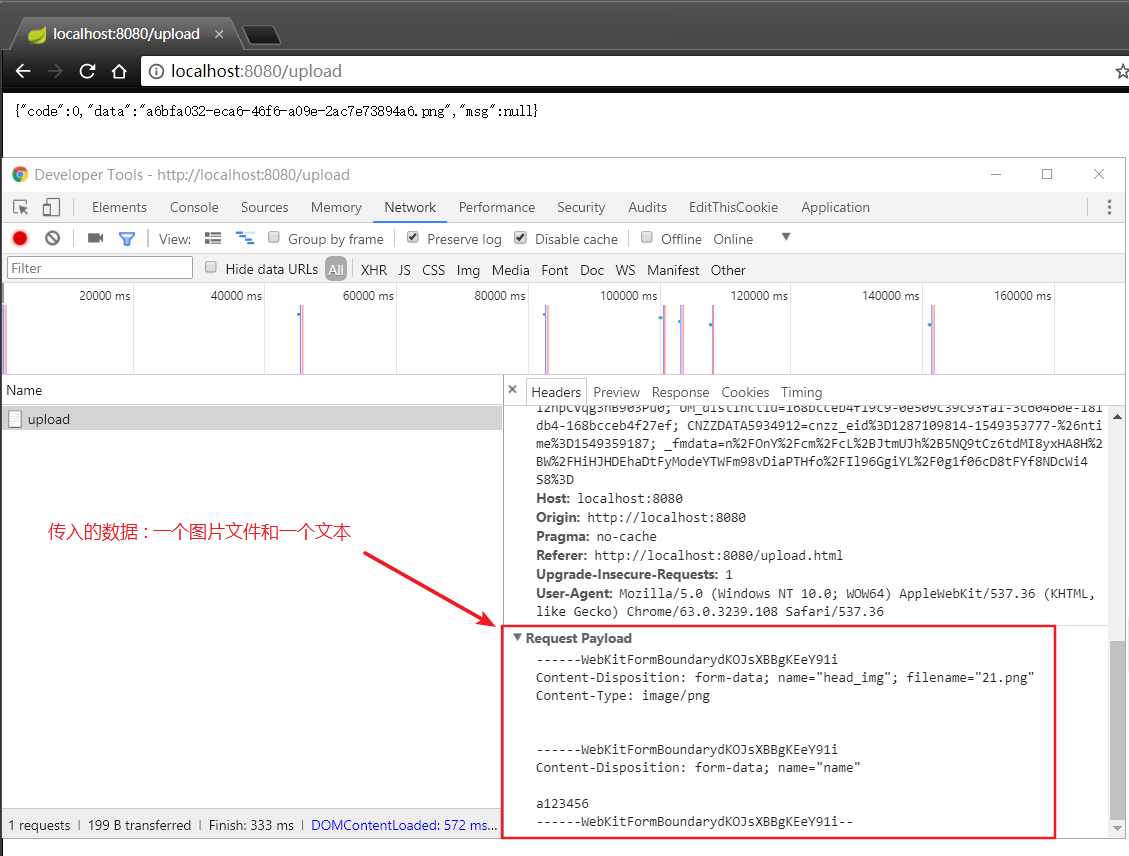 localhost:8080/upload
localhost:8080/upload
{"code":0,"data":"a6bfa032-eca6-46f6-a09e-2ac7e73894a6.png","msg":null}
Developer Tools - http://localhost:8080/upload
Elements Console Sources Memory Network Performance Security Audits EditThisCookie Application
View: Group by frame Preserve log Disable cache Offline Online
Filter Hide data URLs All XHR JS CSS Img Media Font Doc WS Manifest Other
20000 ms 40000 ms 60000 ms 80000 ms 100000 ms 120000 ms 140000 ms 160000 ms
Name
upload
Headers Preview Response Cookies Timing
db4-168bcceb4f27ef; CNZZDATA5934912=cnzz_eid%3D1287109814-1549353777-%26nti
me%3D1549359187; _fmdata=n%2FOnY%2Fcm%2FcL%2BJtmUJh%2B5NQ9tCz6tdMI8yxHA8H%2
BW%2FHiHJHDEhaDtFyModeYTWFm98vDiaPTHfo%2FIl96GgiYL%2F0g1f06cD8tFYf8NDcWi4
S8%3D
Host: localhost:8080
Origin: http://localhost:8080
Pragma: no-cache
Referer: http://localhost:8080/upload.html
Upgrade-Insecure-Requests: 1
User-Agent: Mozilla/5.0 (Windows NT 10.0; WOW64) AppleWebKit/537.36 (KHTML,
like Gecko) Chrome/63.0.3239.108 Safari/537.36
传入的数据 : 一个图片文件和一个文本
Request Payload
------WebKitFormBoundarydKOJsXBBgKEeY91i
Content-Disposition: form-data; name="head_img"; filename="21.png"
Content-Type: image/png
------WebKitFormBoundarydKOJsXBBgKEeY91i
Content-Disposition: form-data; name="name"
a123456
------WebKitFormBoundarydKOJsXBBgKEeY91i--
1 requests | 199 B transferred | Finish: 333 ms | DOMContentLoaded: 572 ms...